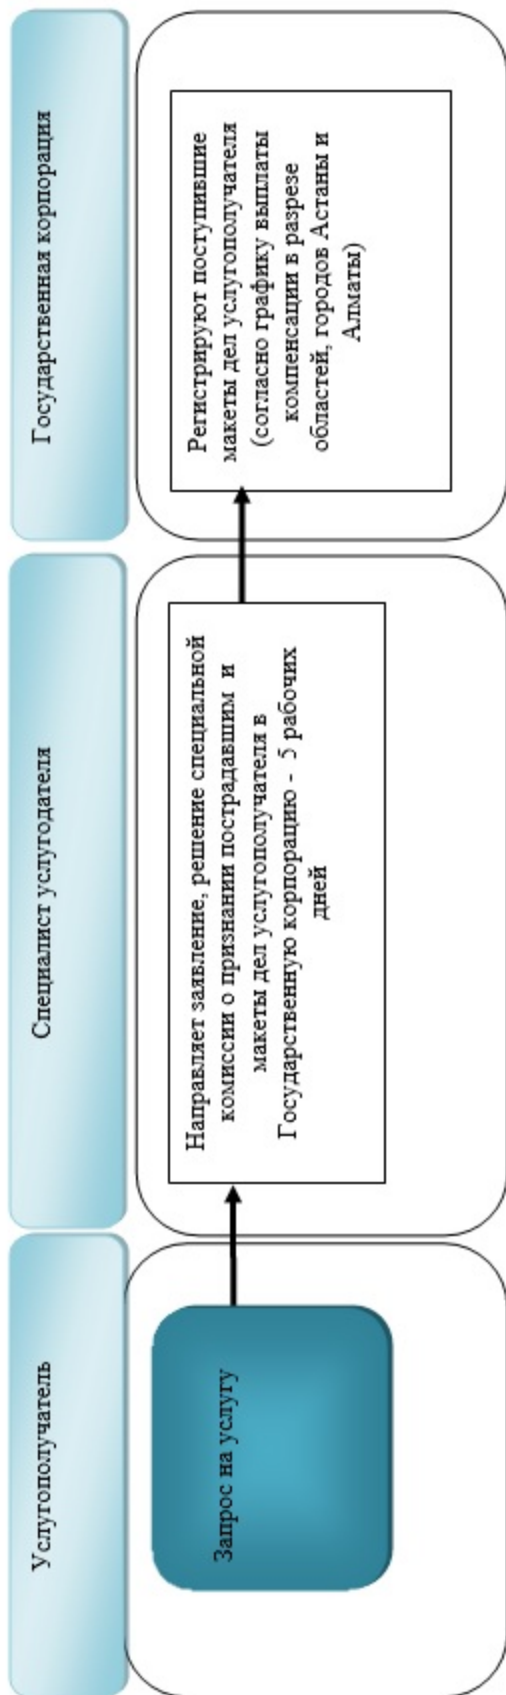 Услугополучатель
Специалист услугодателя
Государственная корпорация
Запрос на услугу
Направляет заявление, решение специальной
комиссии о признании пострадавшим и
макеты дел услугополучателя в
Государственную корпорацию - 5 рабочих
дней
Регистрируют поступившие
макеты дел услугополучателя
(согласно графику выплаты
компенсации в разрезе
областей, городов Астаны и
Алматы)